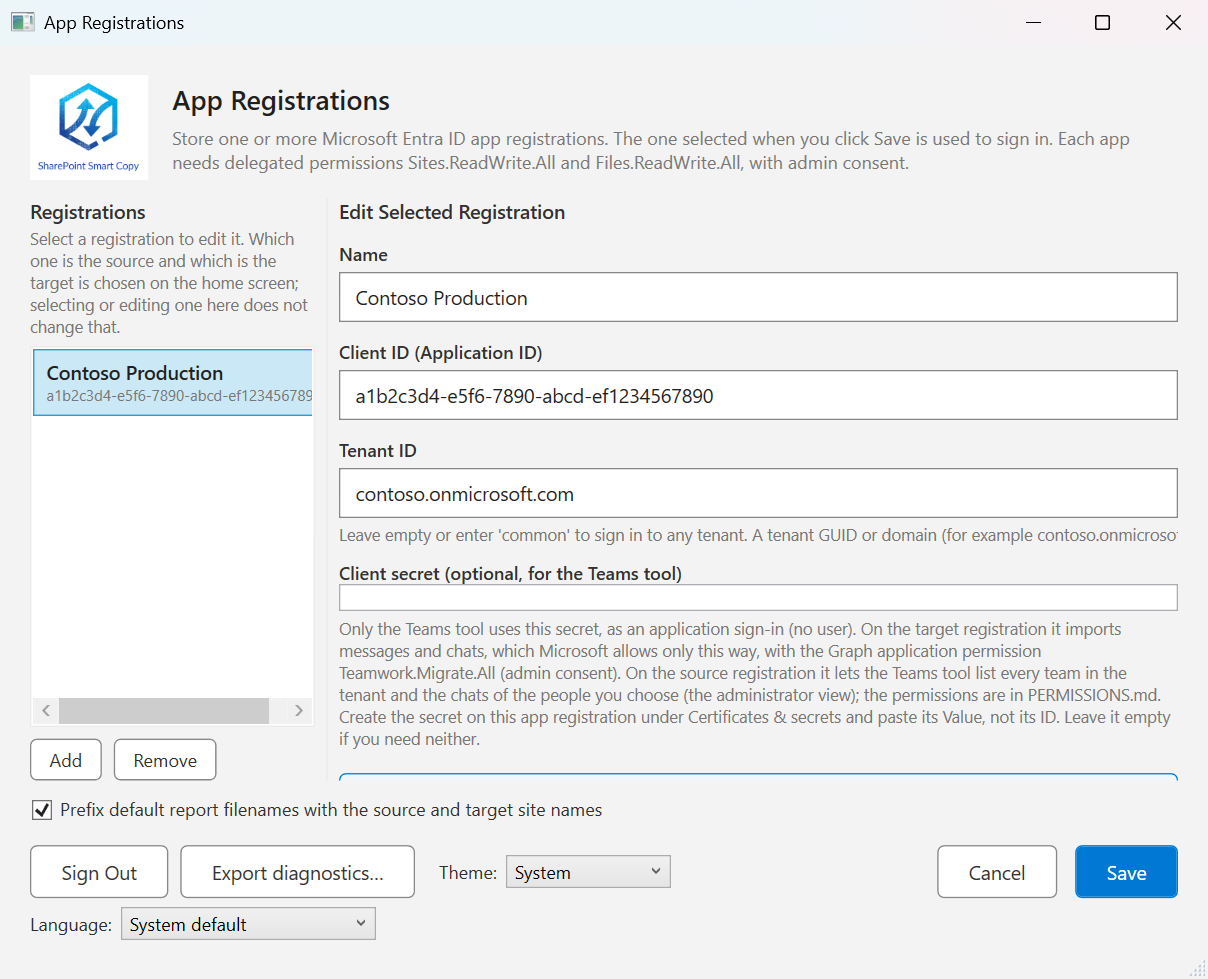 App Registrations
SharePoint Smart Copy
App Registrations
Store one or more Microsoft Entra ID app registrations. The one selected when you click Save is used to sign in. Each app
needs delegated permissions Sites.ReadWrite.All and Files.ReadWrite.All, with admin consent.
Registrations
Select a registration to edit it. Which
one is the source and which is the
target is chosen on the home screen;
selecting or editing one here does not
change that.
Contoso Production
a1b2c3d4-e5f6-7890-abcd-ef123456789
Add
Remove
Edit Selected Registration
Name
Contoso Production
Client ID (Application ID)
a1b2c3d4-e5f6-7890-abcd-ef1234567890
Tenant ID
contoso.onmicrosoft.com
Leave empty or enter 'common' to sign in to any tenant. A tenant GUID or domain (for example contoso.onmicroso
Client secret (optional, for the Teams tool)
Only the Teams tool uses this secret, as an application sign-in (no user). On the target registration it imports
messages and chats, which Microsoft allows only this way, with the Graph application permission
Teamwork.Migrate.All (admin consent). On the source registration it lets the Teams tool list every team in the
tenant and the chats of the people you choose (the administrator view); the permissions are in PERMISSIONS.md.
Create the secret on this app registration under Certificates & secrets and paste its Value, not its ID. Leave it empty
if you need neither.
Prefix default report filenames with the source and target site names
Sign Out
Export diagnostics...
Theme:
System
Cancel
Save
Language:
System default